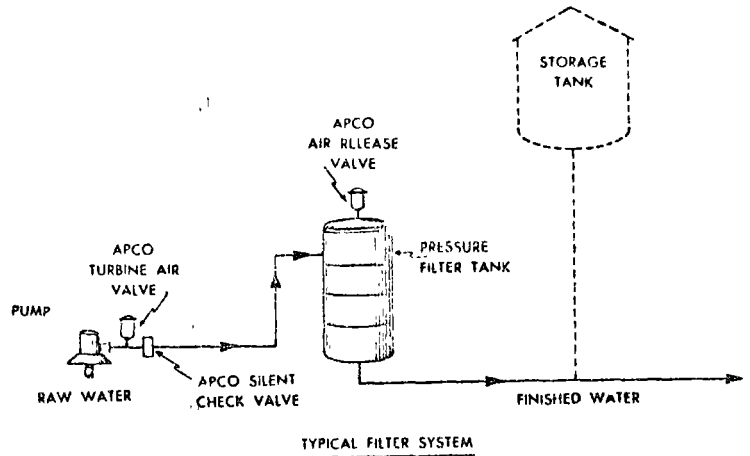 STORAGE
TANK
APCO
AIR RLLEASE
VALVE
APCO
TURBINE AIR
VALVE
PRESSURE
FILTER TANK
PUMP
RAW WATER
APCO SILENT
CHECK VALVE
FINISHED WATER
TYPICAL FILTER SYSTEM